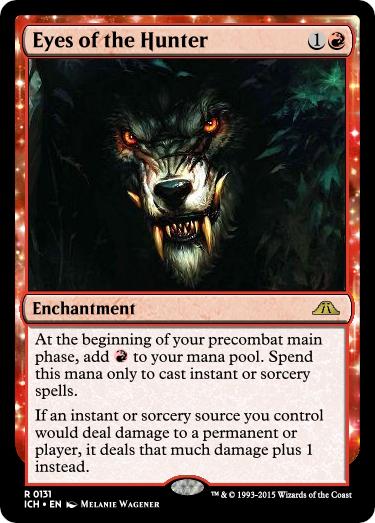 Eyes of the Hunter 1
Enchantment
At the beginning of your precombat main
phase, add to your mana pool. Spend
this mana only to cast instant or sorcery
spells.
If an instant or sorcery source you control
would deal damage to a permanent or
player, it deals that much damage plus 1
instead.
R 0131
ICH • EN Melanie Wagener
™ & © 1993-2015 Wizards of the Coast